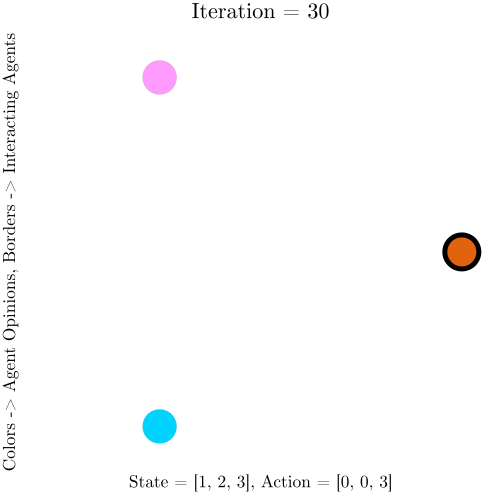 Iteration = 30
Colors -> Agent Opinions, Borders -> Interacting Agents
State = [1, 2, 3], Action = [0, 0, 3]